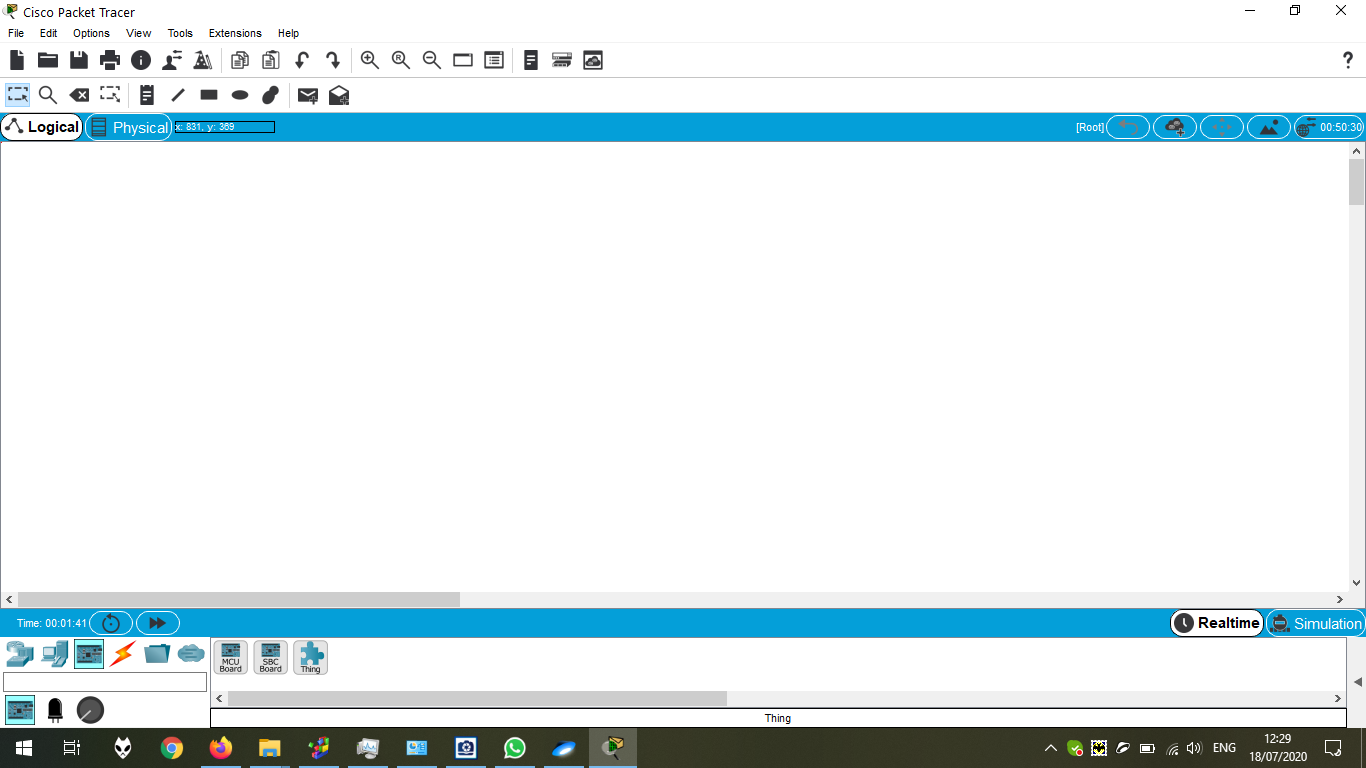 Cisco Packet Tracer
File Edit Options View Tools Extensions Help
R ?
Logical Physical x: 831, y: 369 [Root] 00:50:30
Time: 00:01:41 Realtime Simulation
MCU Board
SBC Board
Thing
Thing
ENG
12:29
18/07/2020